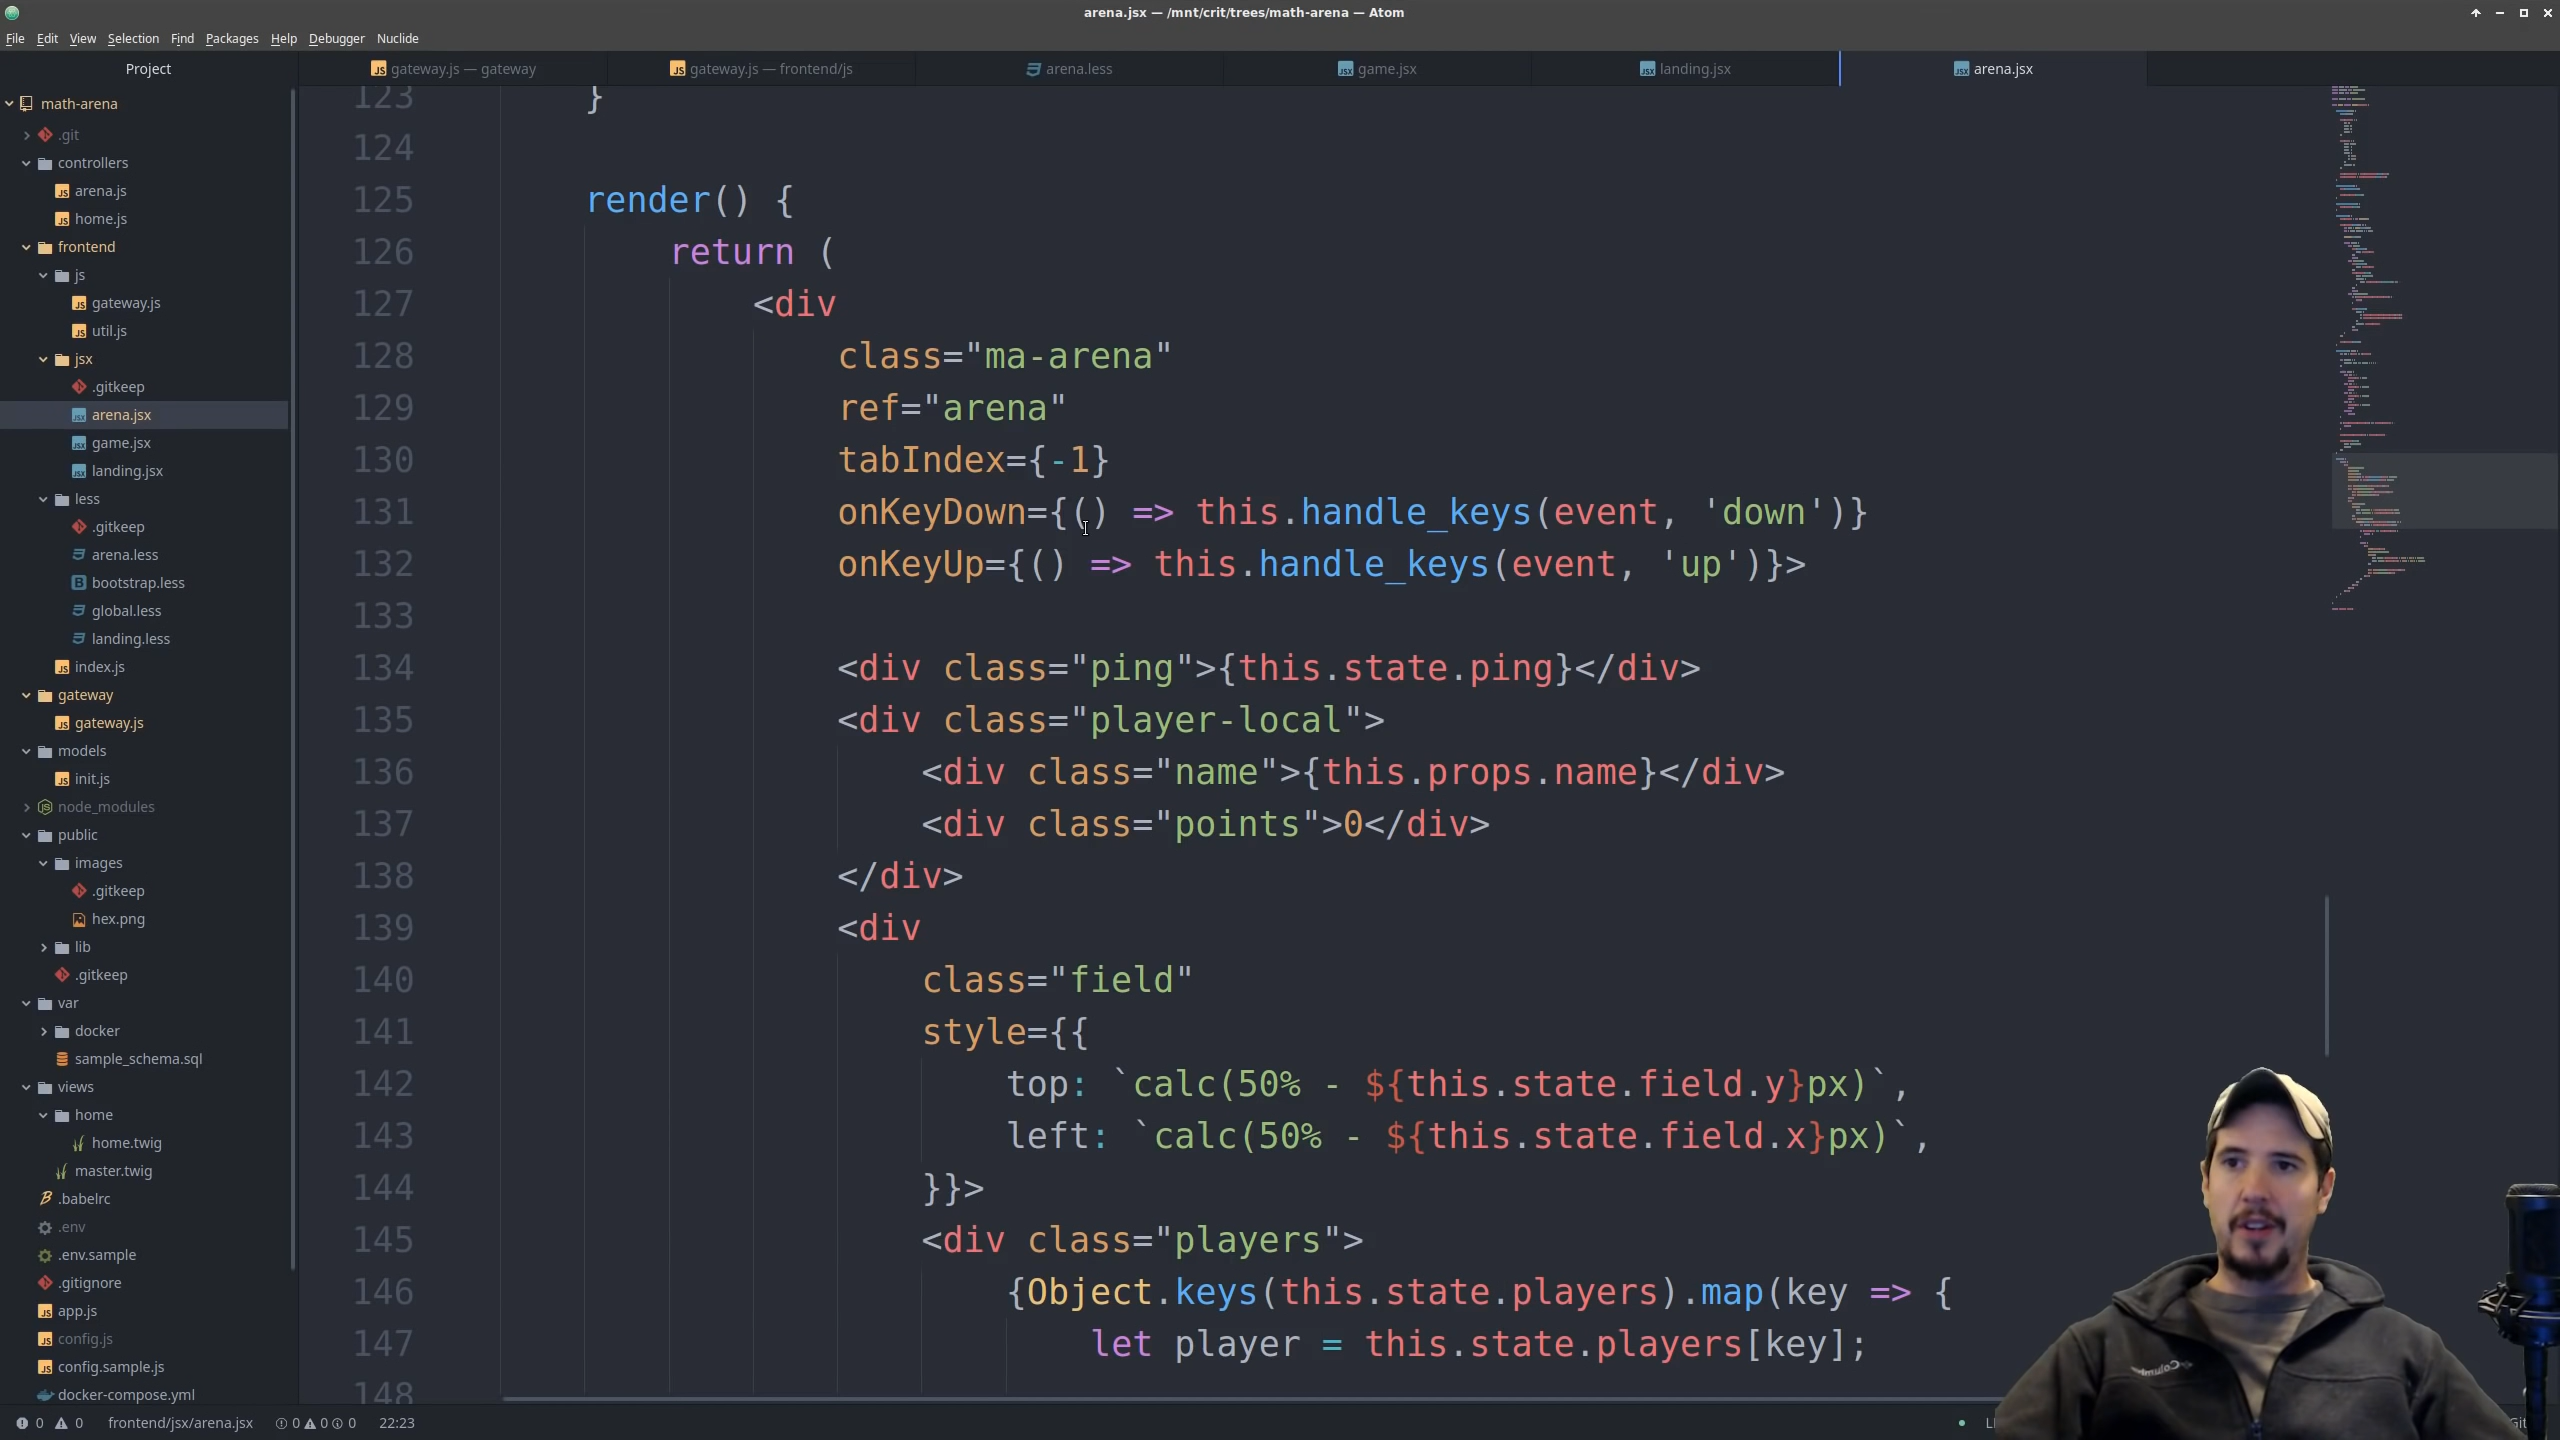 arena.jsx — /mnt/crit/trees/math-arena — Atom
File Edit View Selection Find Packages Help Debugger Nuclide
Project
gateway.js — gateway
gateway.js — frontend/js
arena.less
game.jsx
landing.jsx
arena.jsx
math-arena
.git
controllers
arena.js
home.js
frontend
js
gateway.js
util.js
jsx
.gitkeep
arena.jsx
game.jsx
landing.jsx
less
.gitkeep
arena.less
bootstrap.less
global.less
landing.less
index.js
gateway
gateway.js
models
init.js
node_modules
public
images
.gitkeep
hex.png
lib
.gitkeep
var
docker
sample_schema.sql
views
home
home.twig
master.twig
.babelrc
.env
.env.sample
.gitignore
app.js
config.js
config.sample.js
docker-compose.yml
123 }
124
125 render() {
126 return (
127 <div
128 class="ma-arena"
129 ref="arena"
130 tabIndex={-1}
131 onKeyDown={() => this.handle_keys(event, 'down')}
132 onKeyUp={() => this.handle_keys(event, 'up')}>
133
134 <div class="ping">{this.state.ping}</div>
135 <div class="player-local">
136 <div class="name">{this.props.name}</div>
137 <div class="points">0</div>
138 </div>
139 <div
140 class="field"
141 style={{
142 top: `calc(50% - ${this.state.field.y}px)`,
143 left: `calc(50% - ${this.state.field.x}px)`,
144 }}>
145 <div class="players">
146 {Object.keys(this.state.players).map(key => {
147 let player = this.state.players[key];
148
0 0 frontend/jsx/arena.jsx 0 0 0 22:23